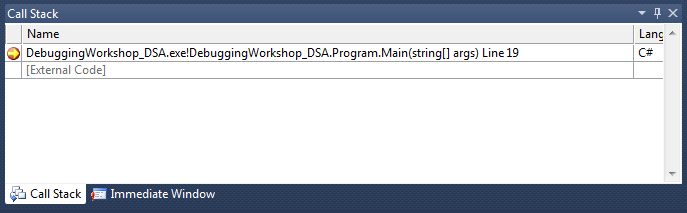 Call Stack
Name Lang
DebuggingWorkshop_DSA.exe!DebuggingWorkshop_DSA.Program.Main(string[] args) Line 19 C#
[External Code]
Call Stack Immediate Window